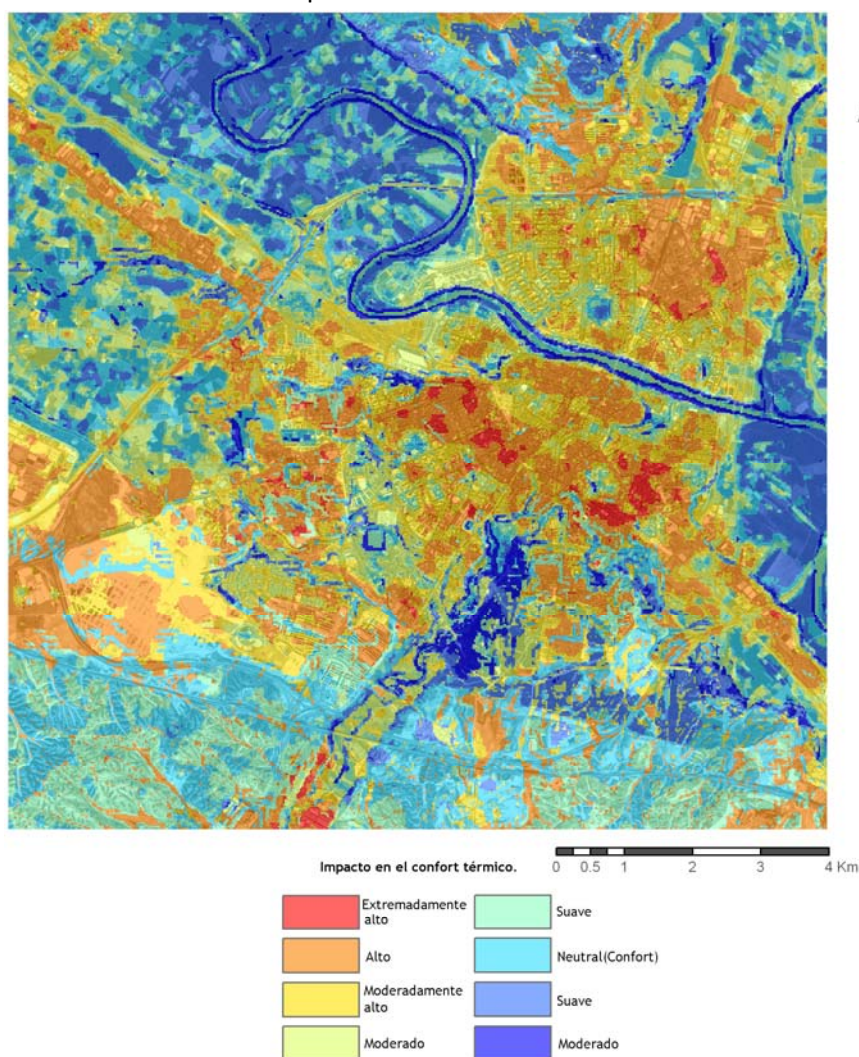 Impacto en el confort térmico.
0 0.5 1 2 3 4 Km
Extremadamente
alto
Suave
Alto
Neutral(Confort)
Moderadamente
alto
Suave
Moderado
Moderado